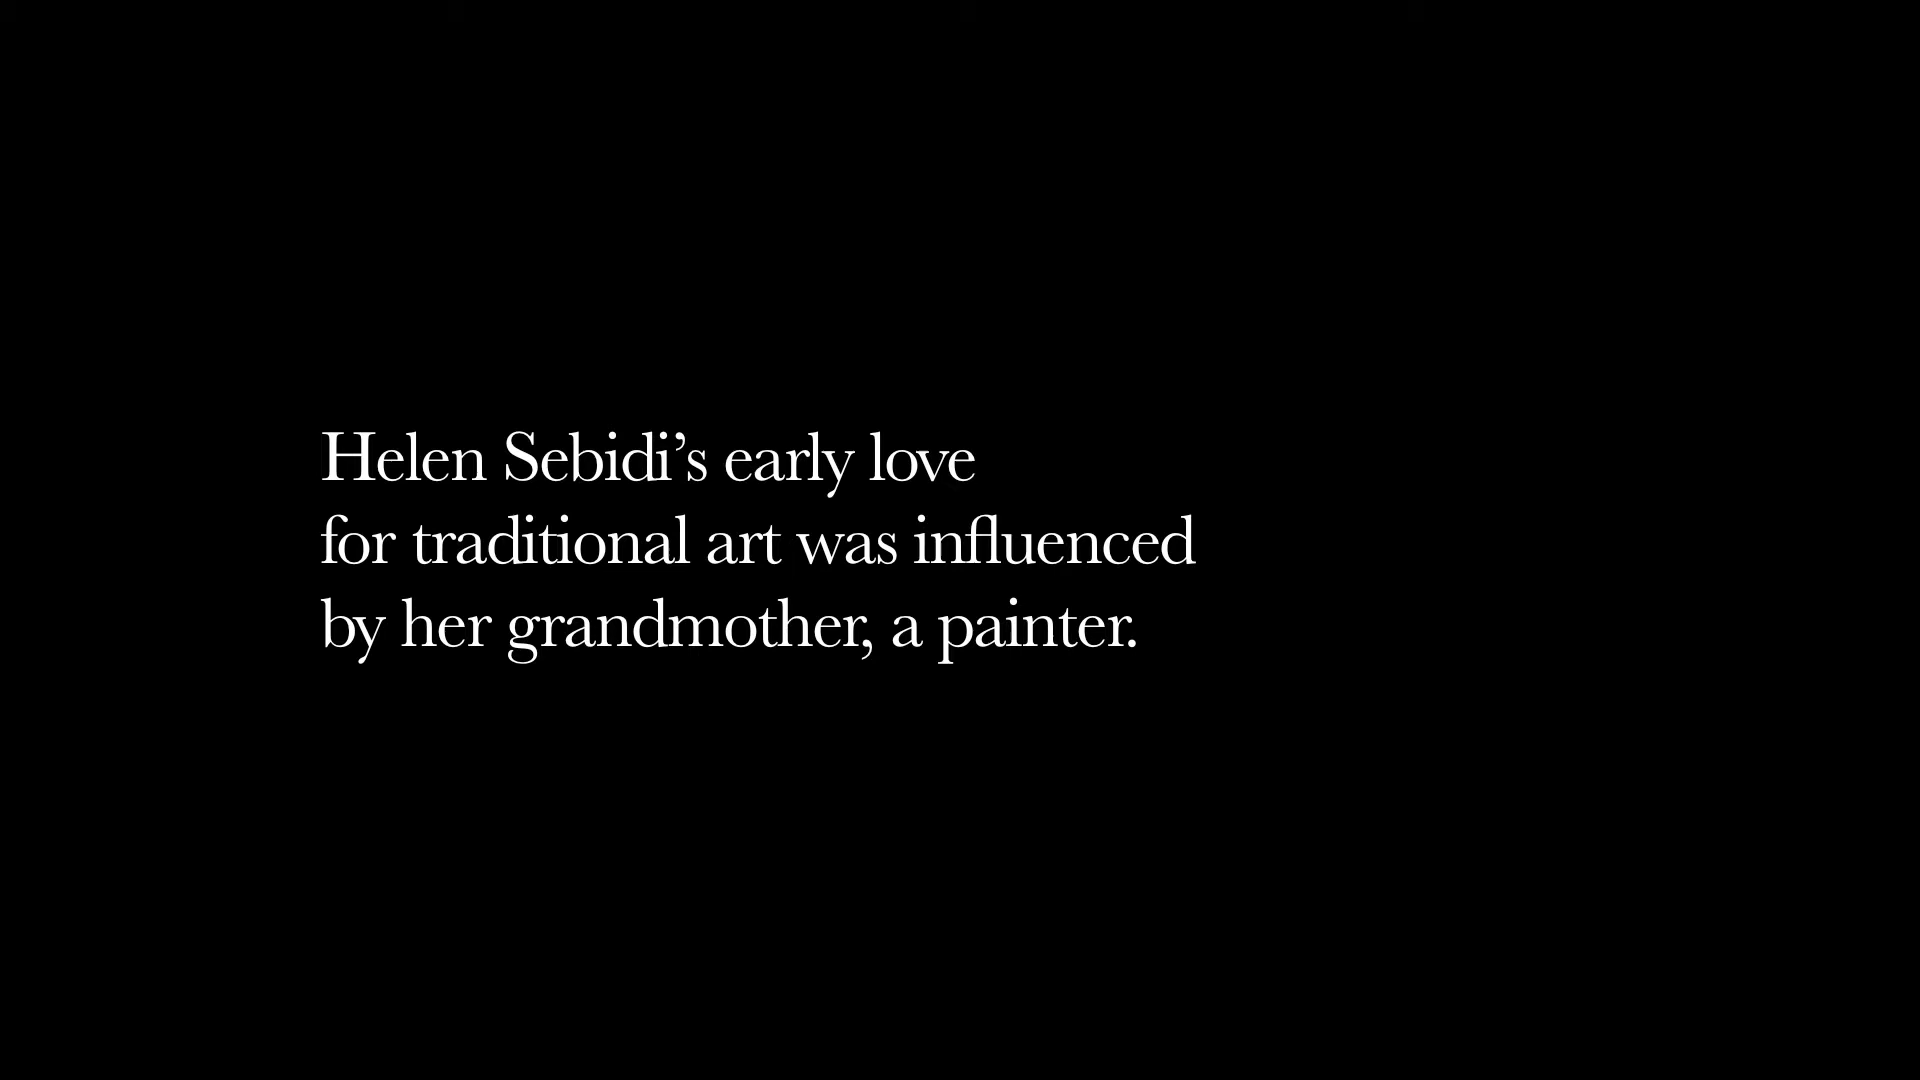 Helen Sebidi’s early love
for traditional art was influenced
by her grandmother, a painter.